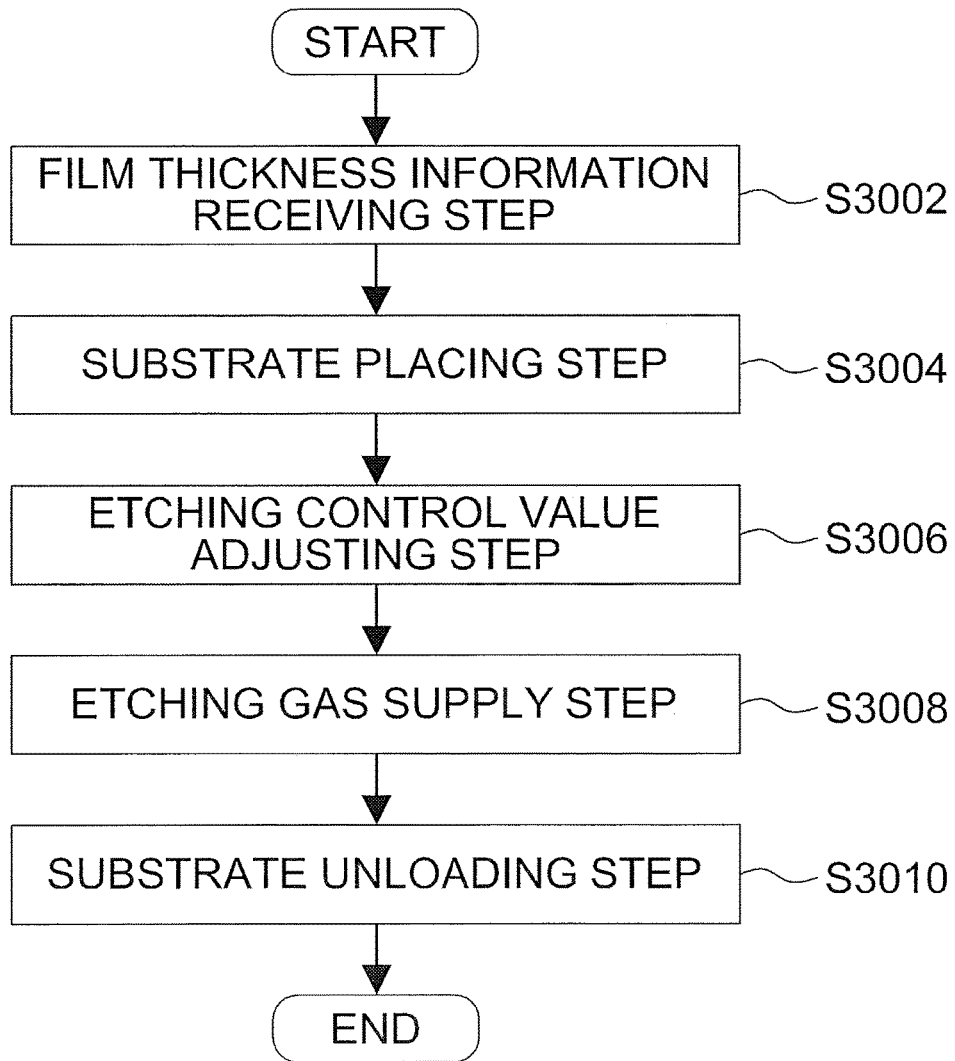 START
FILM THICKNESS INFORMATION
RECEIVING STEP
S3002
SUBSTRATE PLACING STEP
S3004
ETCHING CONTROL VALUE
ADJUSTING STEP
S3006
ETCHING GAS SUPPLY STEP
S3008
SUBSTRATE UNLOADING STEP
S3010
END